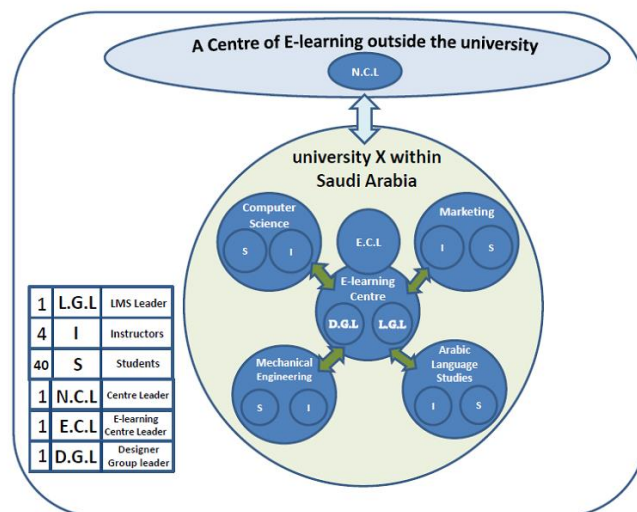 A Centre of E-learning outside the university
N.C.L
university X within
Saudi Arabia
Computer
Science
S I
E.C.L
Marketing
I S
E-learning
Centre
D.G.L L.G.L
Mechanical
Engineering
S I
Arabic
Language
Studies
I S
1 L.G.L LMS Leader
4 I Instructors
40 S Students
1 N.C.L Centre Leader
1 E.C.L E-learning
Centre Leader
1 D.G.L Designer
Group leader